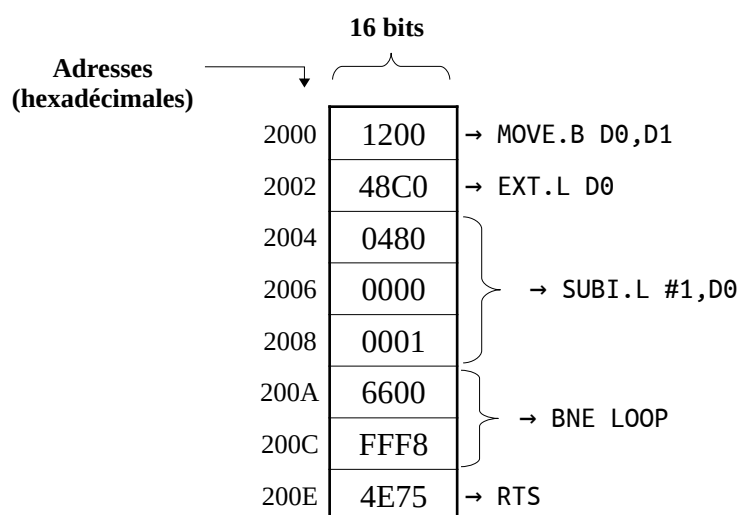 16 bits
Adresses
(hexadécimales)
2000 1200 → MOVE.B D0,D1
2002 48C0 → EXT.L D0
2004 0480
2006 0000 → SUBI.L #1,D0
2008 0001
200A 6600
→ BNE LOOP
200C FFF8
200E 4E75 → RTS